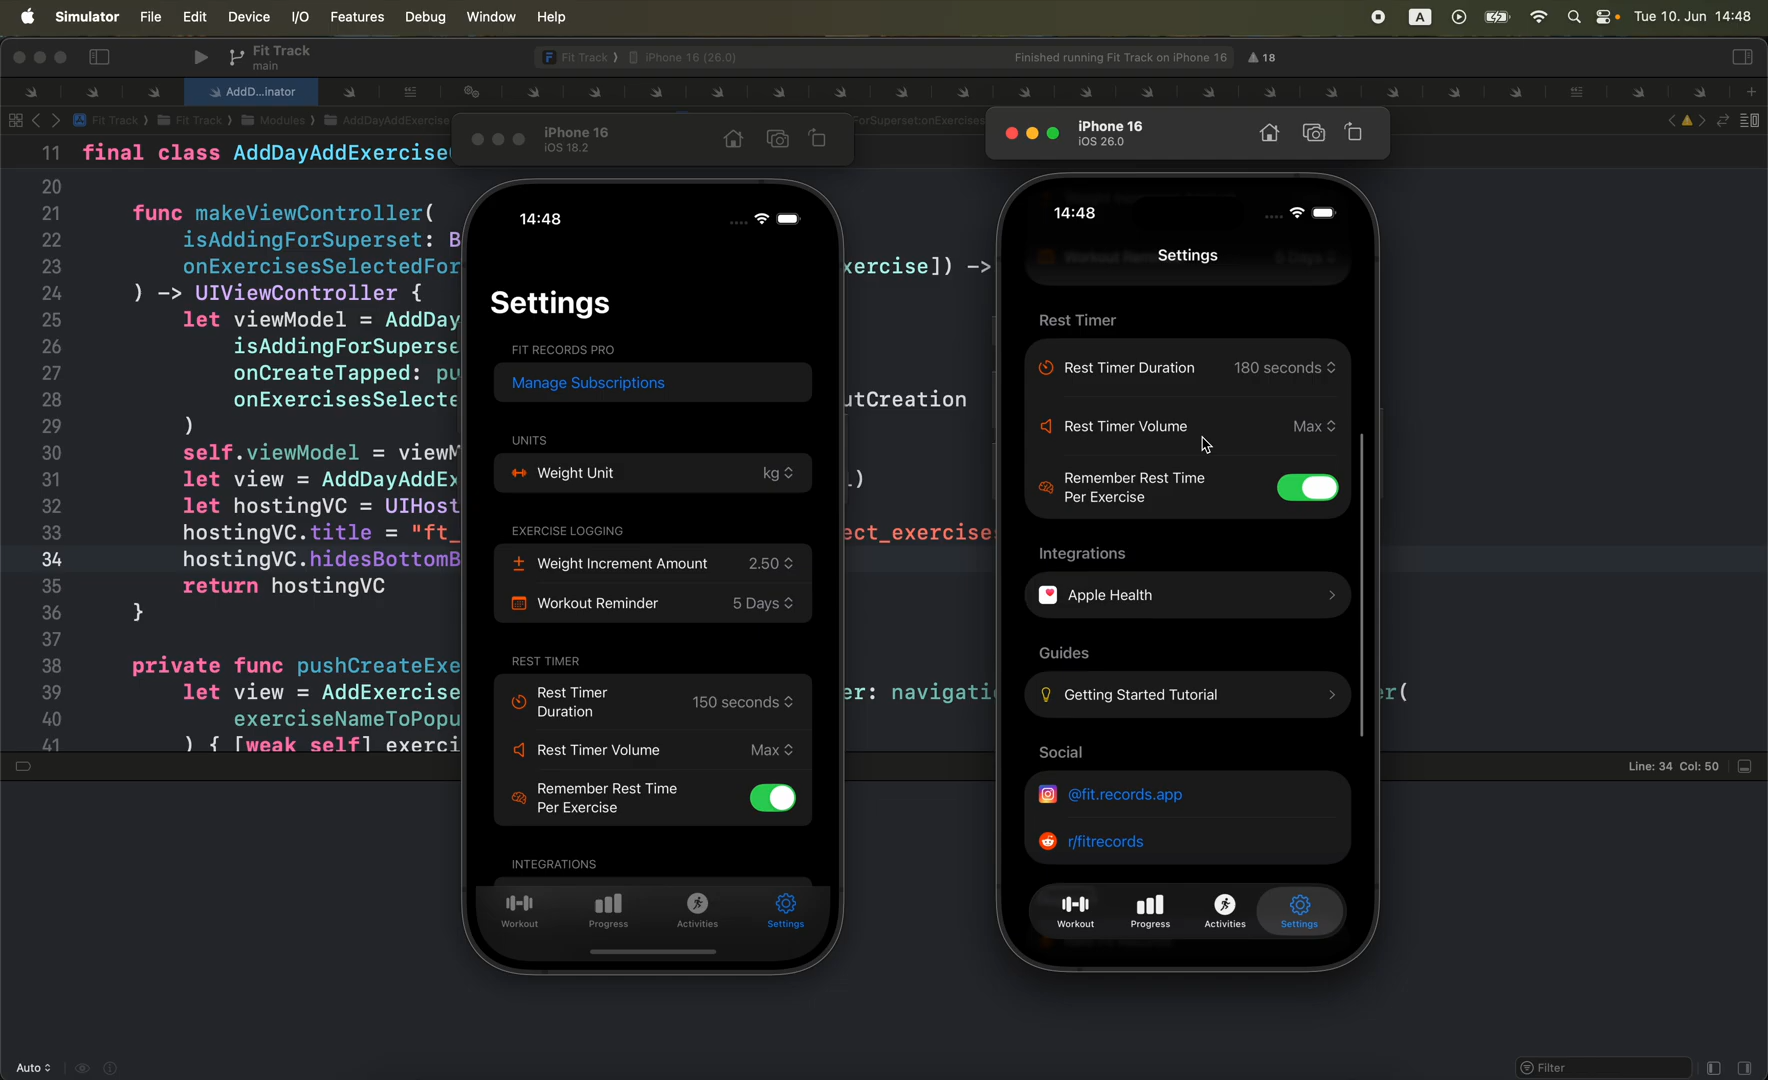 Simulator File Edit Device I/O Features Debug Window Help
A Tue 10. Jun 14:48
Fit Track
main
Fit Track iPhone 16 (26.0) Finished running Fit Track on iPhone 16 18
AddD...inator
Fit Track Fit Track Modules AddDayAddExercise
ForSuperset:onExercises
11 final class AddDayAddExercise
20
21 func makeViewController(
22 isAddingForSuperset: B
23 onExercisesSelectedFor
xercise]) ->
24 ) -> UIViewController {
25 let viewModel = AddDay
26 isAddingForSuperse
27 onCreateTapped: pu
28 onExercisesSelecte
utCreation
29 )
30 self.viewModel = viewM
31 let view = AddDayAddEx
)
32 let hostingVC = UIHost
33 hostingVC.title = "ft_
ect_exercises
34 hostingVC.hidesBottomB
35 return hostingVC
36 }
37
38 private func pushCreateExe
39 let view = AddExercise
er: navigati
er(
40 exerciseNameToPopu
41 ) { [weak self] exerci
Line: 34 Col: 50
Auto
Filter
iPhone 16
iOS 18.2
14:48
Settings
FIT RECORDS PRO
Manage Subscriptions
UNITS
Weight Unit kg
EXERCISE LOGGING
Weight Increment Amount 2.50
Workout Reminder 5 Days
REST TIMER
Rest Timer
Duration
150 seconds
Rest Timer Volume Max
Remember Rest Time
Per Exercise
INTEGRATIONS
Workout Progress Activities Settings
iPhone 16
iOS 26.0
14:48
Settings
Rest Timer
Rest Timer Duration 180 seconds
Rest Timer Volume Max
Remember Rest Time
Per Exercise
Integrations
Apple Health
Guides
Getting Started Tutorial
Social
@fit.records.app
r/fitrecords
Workout Progress Activities Settings